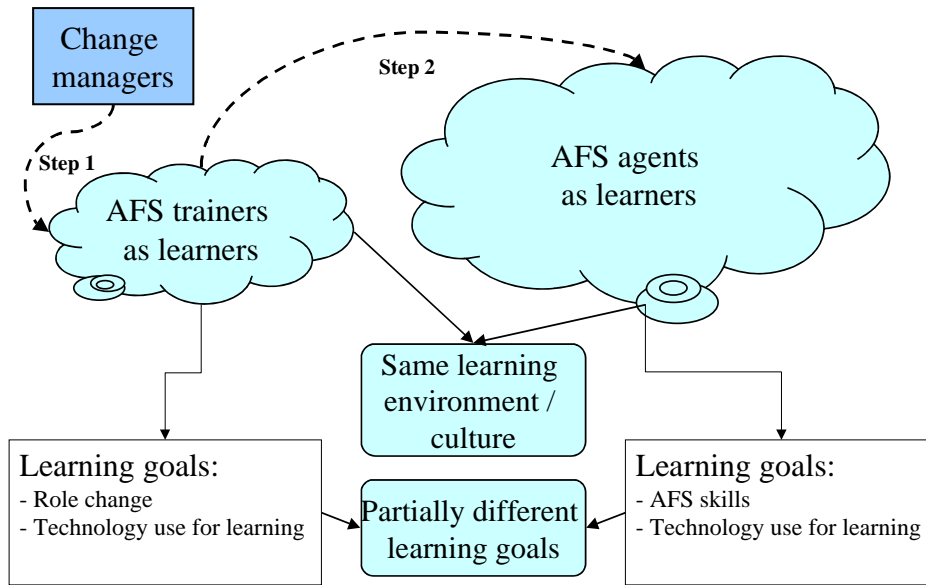 Change
managers
Step 1
Step 2
AFS trainers
as learners
AFS agents
as learners
Same learning
environment /
culture
Learning goals:
- Role change
- Technology use for learning
Partially different
learning goals
Learning goals:
- AFS skills
- Technology use for learning